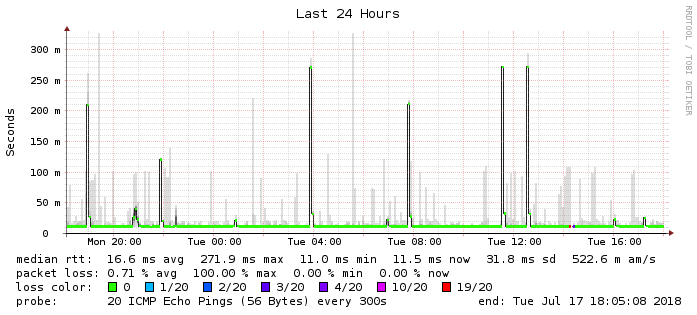 Last 24 Hours
RRDTOOL / TOBI OETIKER
Seconds
300 m
250 m
200 m
150 m
100 m
50 m
0
Mon 20:00 Tue 00:00 Tue 04:00 Tue 08:00 Tue 12:00 Tue 16:00
median rtt: 16.6 ms avg 271.9 ms max 11.0 ms min 11.5 ms now 31.8 ms sd 522.6 m am/s
packet loss: 0.71 % avg 100.00 % max 0.00 % min 0.00 % now
loss color: 0 1/20 2/20 3/20 4/20 10/20 19/20
probe: 20 ICMP Echo Pings (56 Bytes) every 300s end: Tue Jul 17 18:05:08 2018